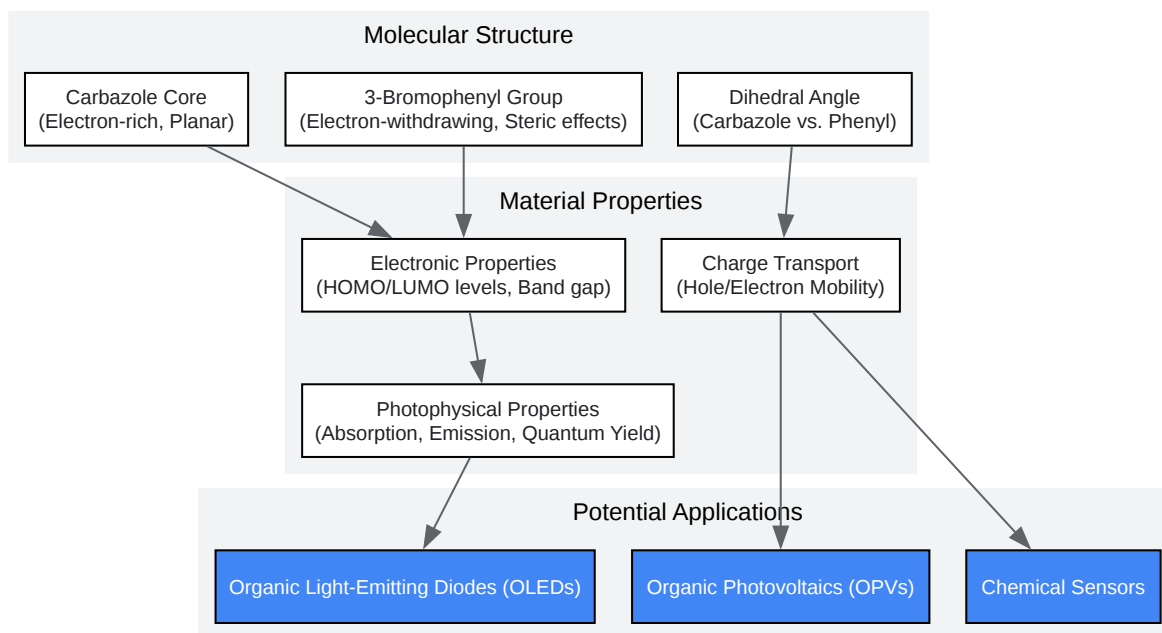 Molecular Structure
Carbazole Core
(Electron-rich, Planar)
3-Bromophenyl Group
(Electron-withdrawing, Steric effects)
Dihedral Angle
(Carbazole vs. Phenyl)
Material Properties
Electronic Properties
(HOMO/LUMO levels, Band gap)
Charge Transport
(Hole/Electron Mobility)
Photophysical Properties
(Absorption, Emission, Quantum Yield)
Potential Applications
Organic Light-Emitting Diodes (OLEDs)
Organic Photovoltaics (OPVs)
Chemical Sensors